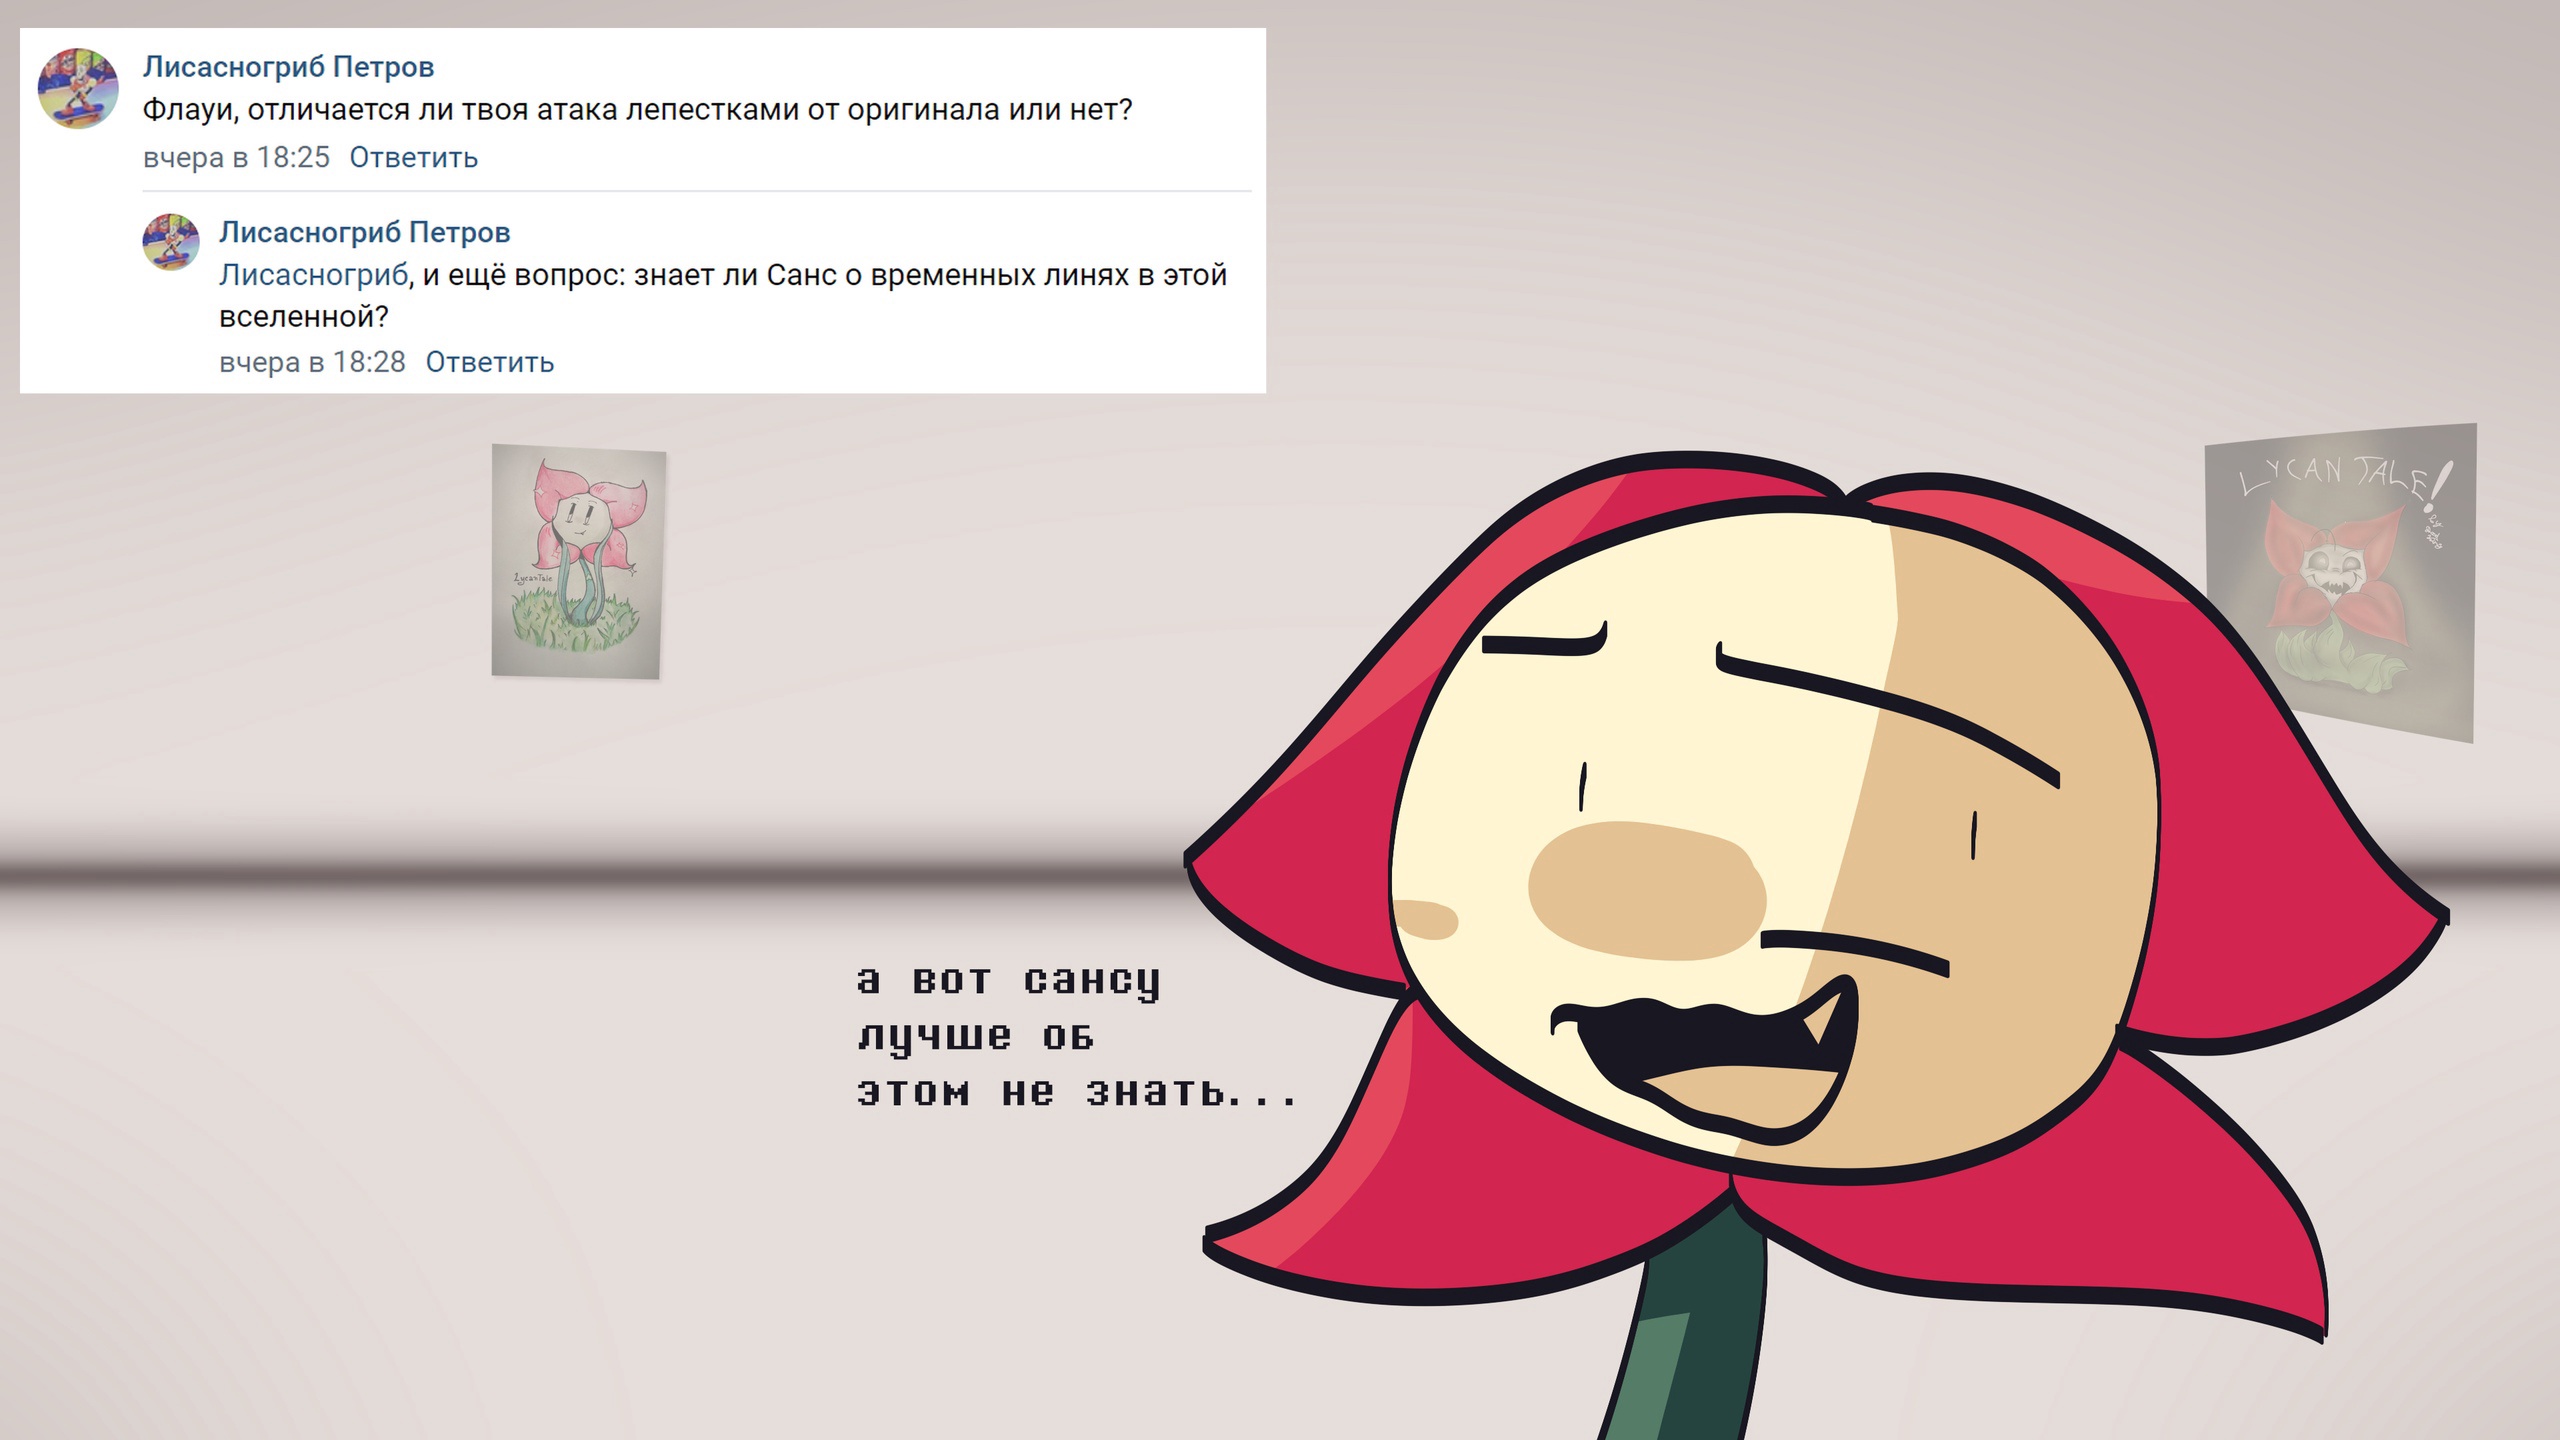 Лисасногриб Петров
Флауи, отличается ли твоя атака лепестками от оригинала или нет?
вчера в 18:25 Ответить
Лисасногриб Петров
Лисасногриб, и ещё вопрос: знает ли Санс о временных линях в этой
вселенной?
вчера в 18:28 Ответить
LycanTale
LYCAN TALE!
а вот сансу
лучше об
этом не знать...